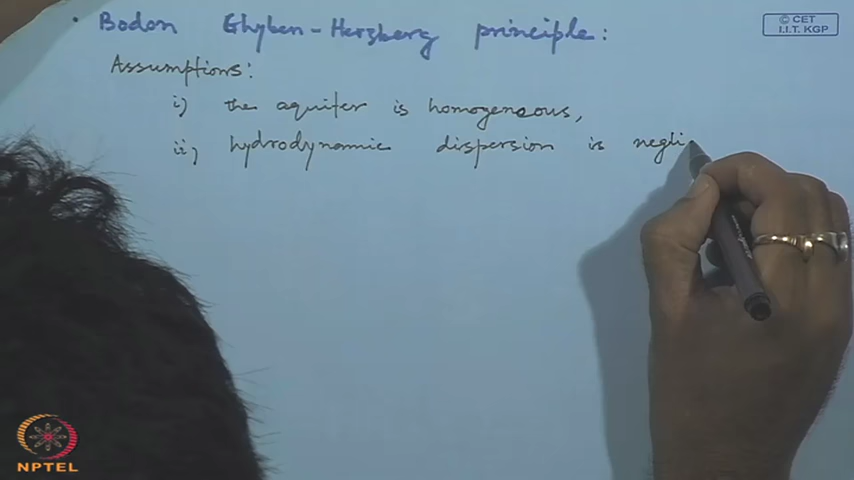 • Badon Ghyben-Herzberg principle:
© CET
I.I.T. KGP
Assumptions:
i) the aquifer is homogeneous,
ii) hydrodynamic dispersion is negli
NPTEL